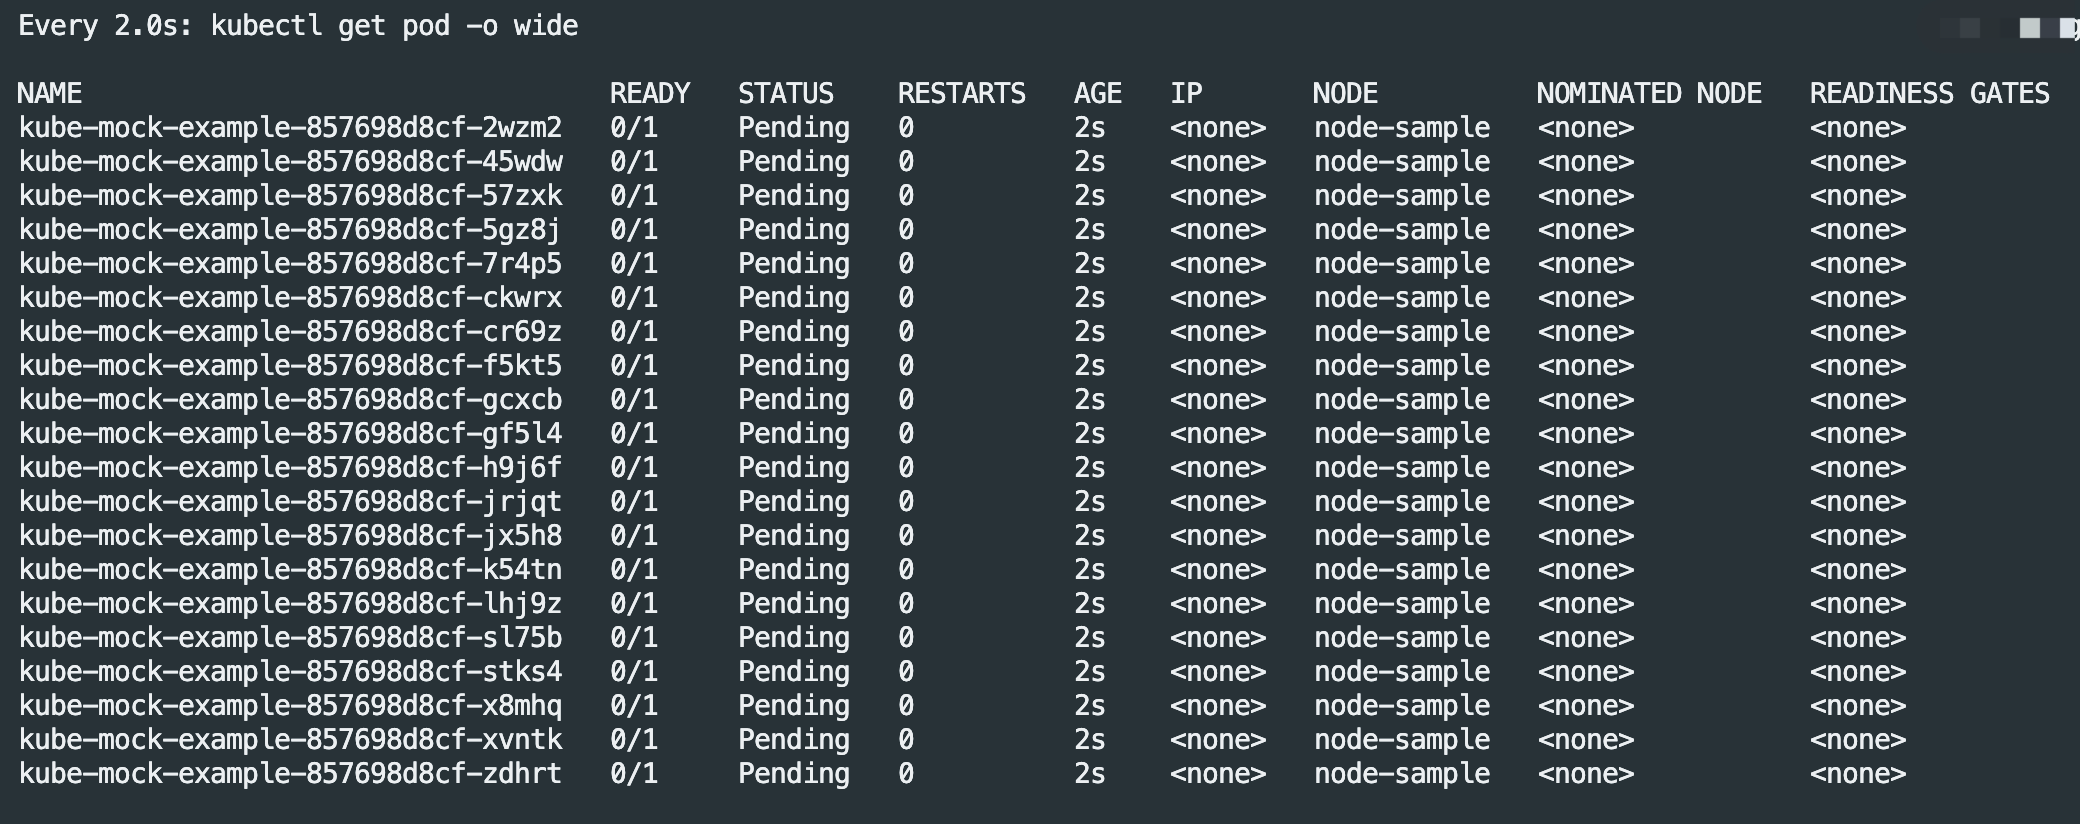 Every 2.0s: kubectl get pod -o wide
NAME READY STATUS RESTARTS AGE IP NODE NOMINATED NODE READINESS GATES
kube-mock-example-857698d8cf-2wzm2 0/1 Pending 0 2s <none> node-sample <none> <none>
kube-mock-example-857698d8cf-45wdw 0/1 Pending 0 2s <none> node-sample <none> <none>
kube-mock-example-857698d8cf-57zxk 0/1 Pending 0 2s <none> node-sample <none> <none>
kube-mock-example-857698d8cf-5gz8j 0/1 Pending 0 2s <none> node-sample <none> <none>
kube-mock-example-857698d8cf-7r4p5 0/1 Pending 0 2s <none> node-sample <none> <none>
kube-mock-example-857698d8cf-ckwrx 0/1 Pending 0 2s <none> node-sample <none> <none>
kube-mock-example-857698d8cf-cr69z 0/1 Pending 0 2s <none> node-sample <none> <none>
kube-mock-example-857698d8cf-f5kt5 0/1 Pending 0 2s <none> node-sample <none> <none>
kube-mock-example-857698d8cf-gcxcb 0/1 Pending 0 2s <none> node-sample <none> <none>
kube-mock-example-857698d8cf-gf5l4 0/1 Pending 0 2s <none> node-sample <none> <none>
kube-mock-example-857698d8cf-h9j6f 0/1 Pending 0 2s <none> node-sample <none> <none>
kube-mock-example-857698d8cf-jrjqt 0/1 Pending 0 2s <none> node-sample <none> <none>
kube-mock-example-857698d8cf-jx5h8 0/1 Pending 0 2s <none> node-sample <none> <none>
kube-mock-example-857698d8cf-k54tn 0/1 Pending 0 2s <none> node-sample <none> <none>
kube-mock-example-857698d8cf-lhj9z 0/1 Pending 0 2s <none> node-sample <none> <none>
kube-mock-example-857698d8cf-sl75b 0/1 Pending 0 2s <none> node-sample <none> <none>
kube-mock-example-857698d8cf-stks4 0/1 Pending 0 2s <none> node-sample <none> <none>
kube-mock-example-857698d8cf-x8mhq 0/1 Pending 0 2s <none> node-sample <none> <none>
kube-mock-example-857698d8cf-xvntk 0/1 Pending 0 2s <none> node-sample <none> <none>
kube-mock-example-857698d8cf-zdhrt 0/1 Pending 0 2s <none> node-sample <none> <none>